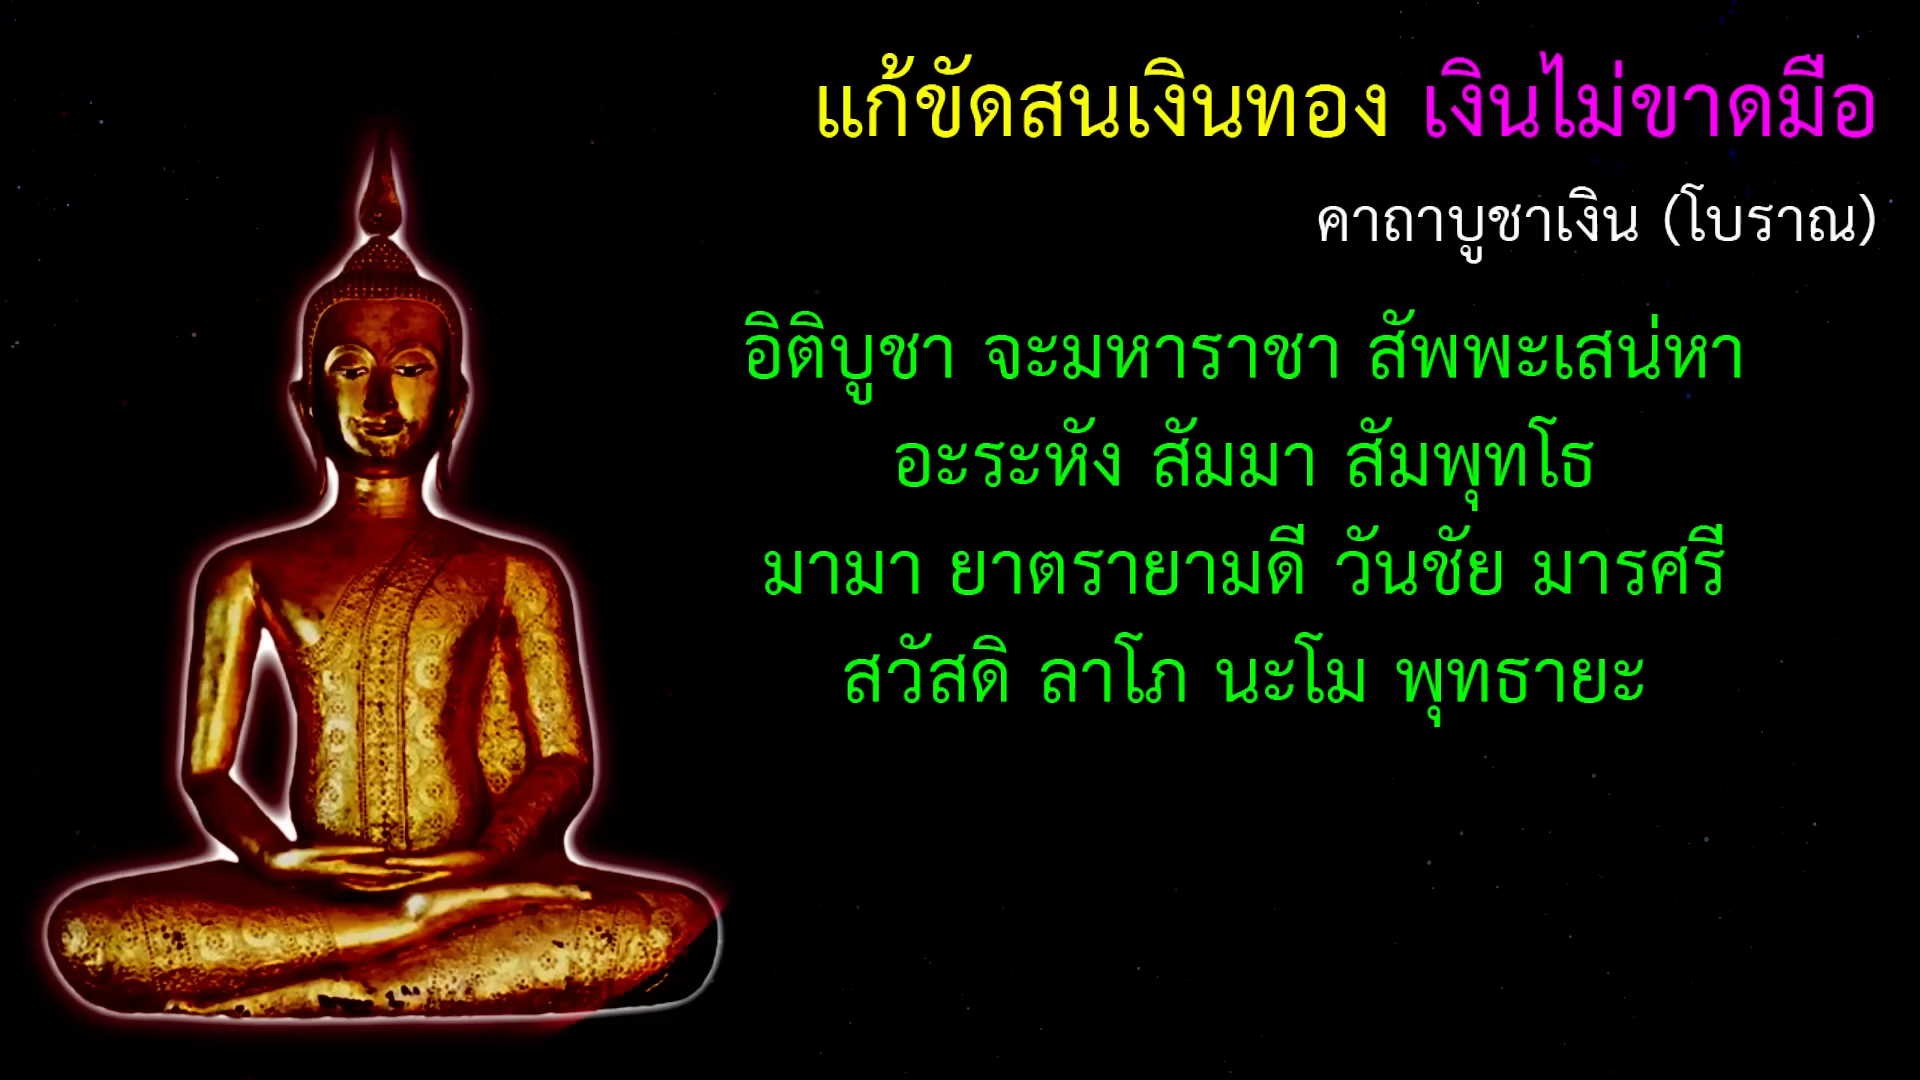 แก้ขัดสนเงินทอง เงินไม่ขาดมือ
คาถาบูชาเงิน (โบราณ)
อิติบูชา จะมหาราชา สัพพะเสน่หา
อะระหัง สัมมา สัมพุทโธ
มามา ยาตรายามดี วันชัย มารศรี
สวัสดิ ลาโภ นะโม พุทธายะ